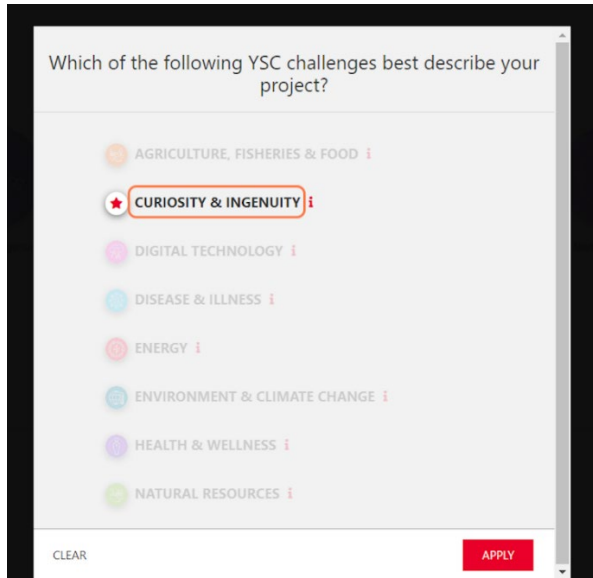 Which of the following YSC challenges best describe your
project?
AGRICULTURE, FISHERIES & FOOD i
CURIOSITY & INGENUITY i
DIGITAL TECHNOLOGY i
DISEASE & ILLNESS i
ENERGY i
ENVIRONMENT & CLIMATE CHANGE i
HEALTH & WELLNESS i
NATURAL RESOURCES i
CLEAR APPLY